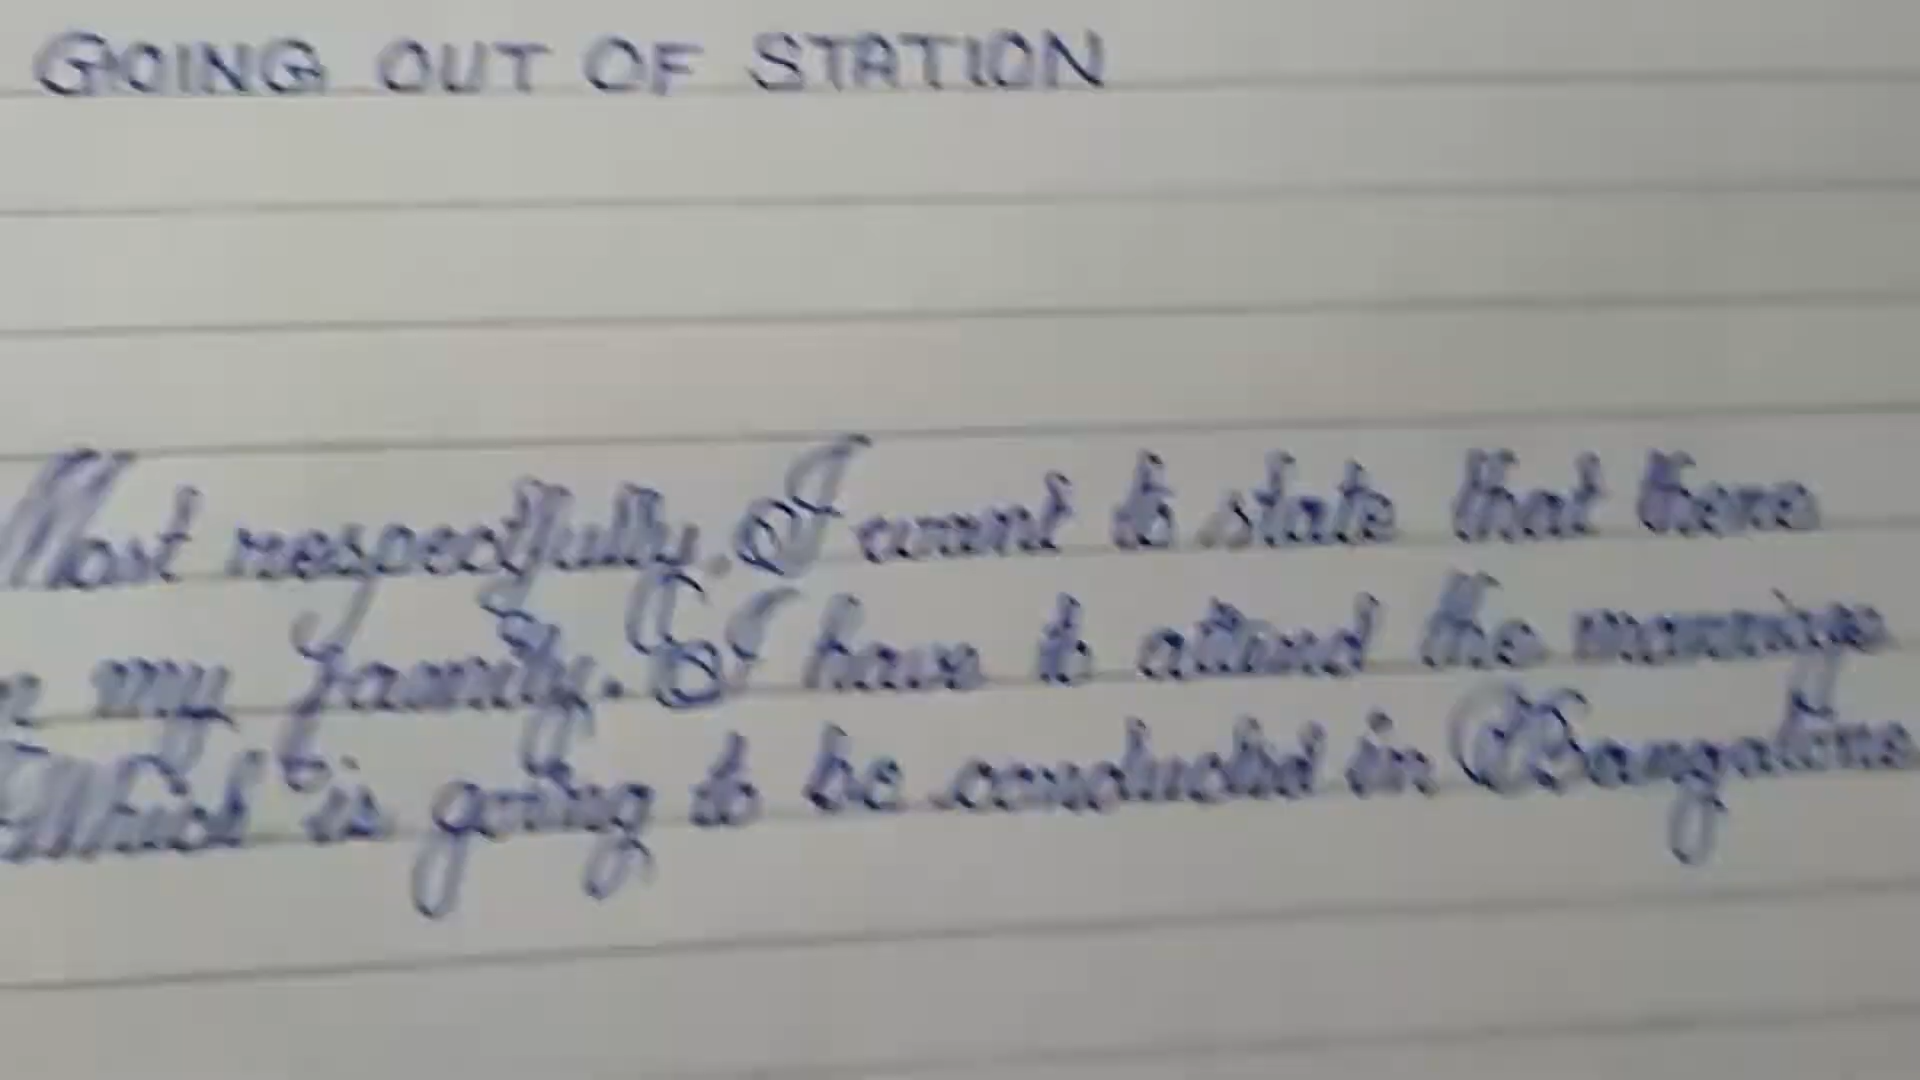 GOING OUT OF STATION
Most respectfully. I want to state that there
my family. I have to attend the marriage
Which is going to be conducted in Bangalore